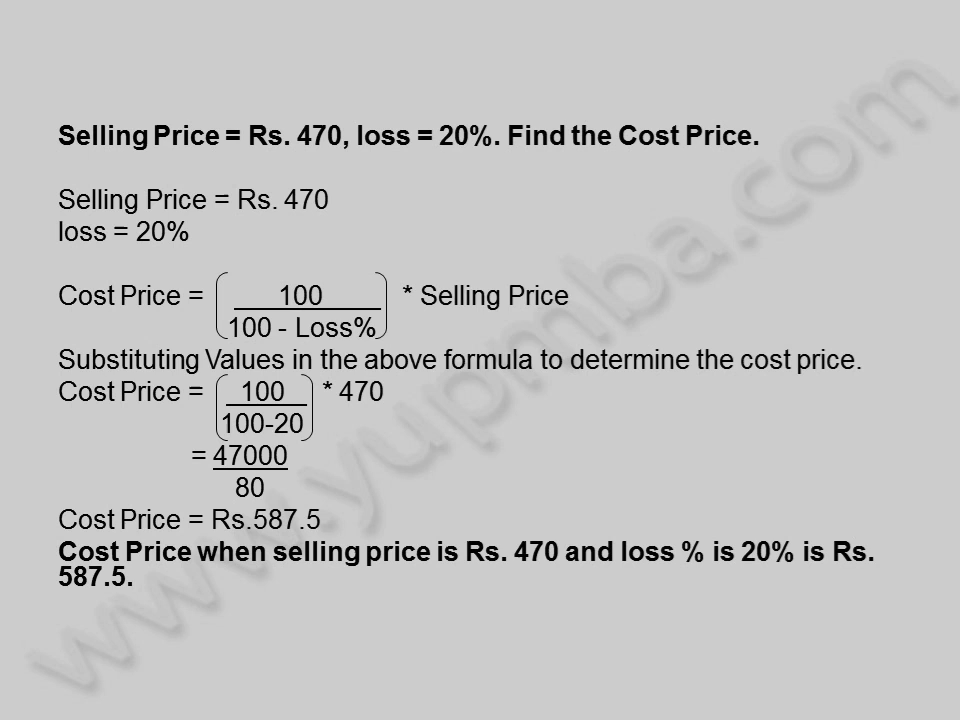 Selling Price = Rs. 470, loss = 20%. Find the Cost Price.
Selling Price = Rs. 470
loss = 20%
Cost Price = 100 * Selling Price
100 - Loss%
Substituting Values in the above formula to determine the cost price.
Cost Price = 100 * 470
100-20
= 47000
80
Cost Price = Rs.587.5
Cost Price when selling price is Rs. 470 and loss % is 20% is Rs.
587.5.
www.yupmba.com